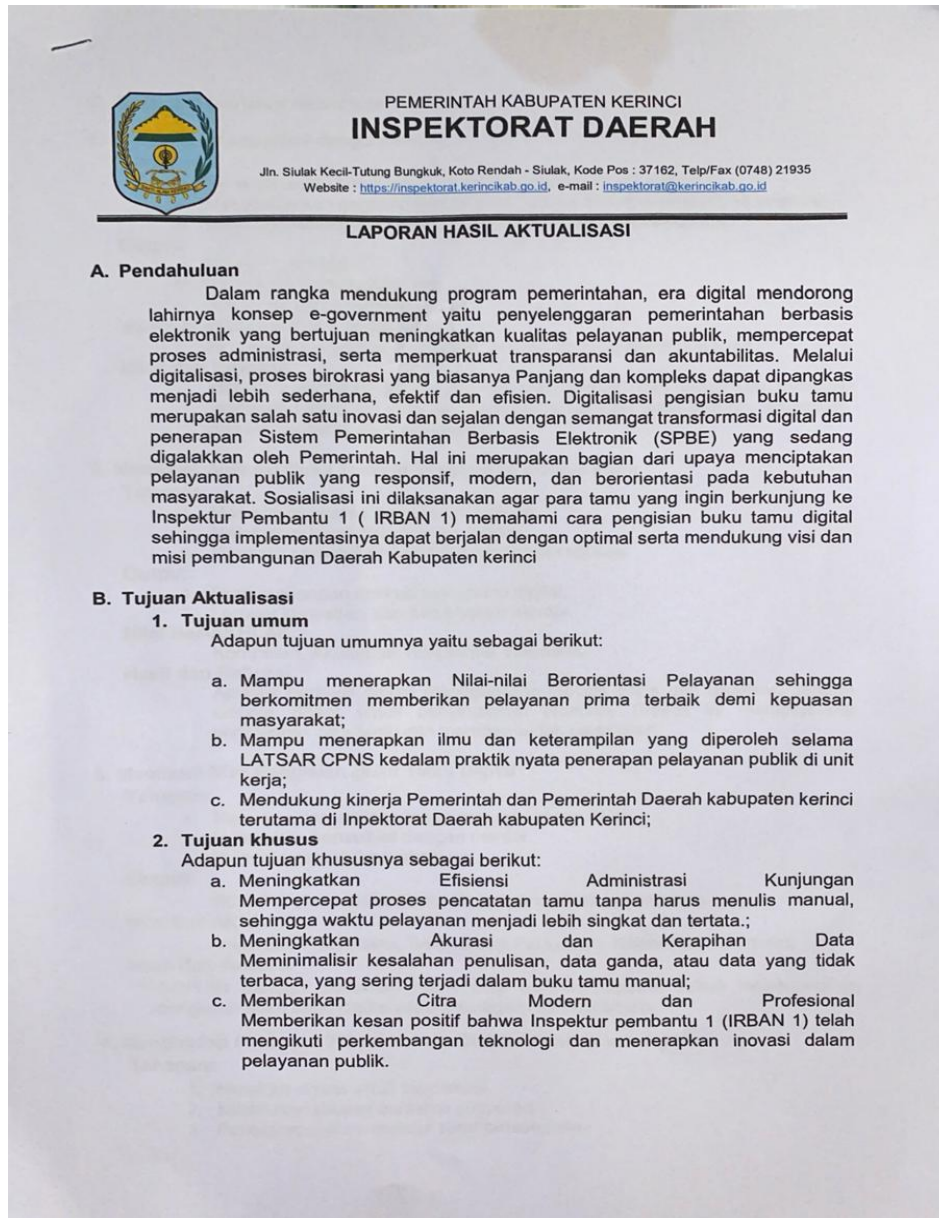 PEMERINTAH KABUPATEN KERINCI
INSPEKTORAT DAERAH
Jln. Siulak Kecil-Tutung Bungkuk, Koto Rendah - Siulak, Kode Pos : 37162, Telp/Fax (0748) 21935
Website : https://inspektorat.kerincikab.go.id, e-mail : inspektorat@kerincikab.go.id
LAPORAN HASIL AKTUALISASI
A. Pendahuluan
Dalam rangka mendukung program pemerintahan, era digital mendorong
lahirnya konsep e-government yaitu penyelenggaran pemerintahan berbasis
elektronik yang bertujuan meningkatkan kualitas pelayanan publik, mempercepat
proses administrasi, serta memperkuat transparansi dan akuntabilitas. Melalui
digitalisasi, proses birokrasi yang biasanya Panjang dan kompleks dapat dipangkas
menjadi lebih sederhana, efektif dan efisien. Digitalisasi pengisian buku tamu
merupakan salah satu inovasi dan sejalan dengan semangat transformasi digital dan
penerapan Sistem Pemerintahan Berbasis Elektronik (SPBE) yang sedang
digalakkan oleh Pemerintah. Hal ini merupakan bagian dari upaya menciptakan
pelayanan publik yang responsif, modern, dan berorientasi pada kebutuhan
masyarakat. Sosialisasi ini dilaksanakan agar para tamu yang ingin berkunjung ke
Inspektur Pembantu 1 ( IRBAN 1) memahami cara pengisian buku tamu digital
sehingga implementasinya dapat berjalan dengan optimal serta mendukung visi dan
misi pembangunan Daerah Kabupaten kerinci
B. Tujuan Aktualisasi
1. Tujuan umum
Adapun tujuan umumnya yaitu sebagai berikut:
a. Mampu menerapkan Nilai-nilai Berorientasi Pelayanan sehingga
berkomitmen memberikan pelayanan prima terbaik demi kepuasan
masyarakat;
b. Mampu menerapkan ilmu dan keterampilan yang diperoleh selama
LATSAR CPNS kedalam praktik nyata penerapan pelayanan publik di unit
kerja;
c. Mendukung kinerja Pemerintah dan Pemerintah Daerah kabupaten kerinci
terutama di Inpektorat Daerah kabupaten Kerinci;
2. Tujuan khusus
Adapun tujuan khususnya sebagai berikut:
a. Meningkatkan Efisiensi Administrasi Kunjungan
Mempercepat proses pencatatan tamu tanpa harus menulis manual,
sehingga waktu pelayanan menjadi lebih singkat dan tertata.;
b. Meningkatkan Akurasi dan Kerapihan Data
Meminimalisir kesalahan penulisan, data ganda, atau data yang tidak
terbaca, yang sering terjadi dalam buku tamu manual;
c. Memberikan Citra Modern dan Profesional
Memberikan kesan positif bahwa Inspektur pembantu 1 (IRBAN 1) telah
mengikuti perkembangan teknologi dan menerapkan inovasi dalam
pelayanan publik.